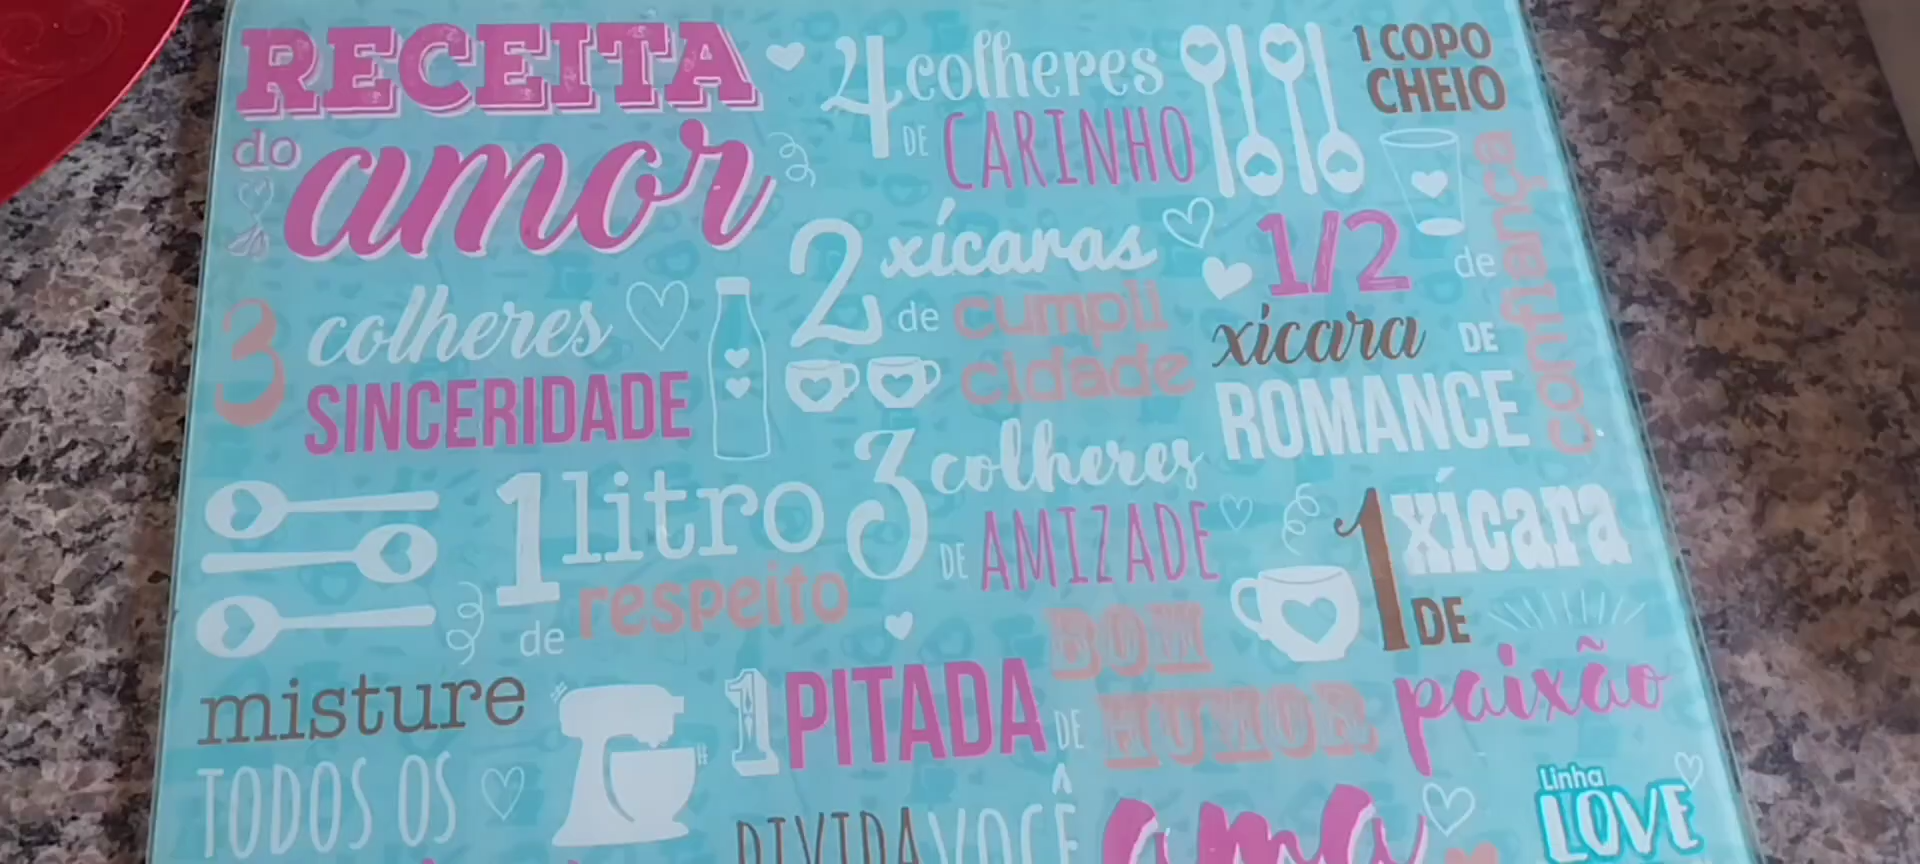 RECEITA
do amor
4 colheres
DE CARINHO
1 COPO
CHEIO
de confiança
3 colheres
SINCERIDADE
2 xícaras
de cumpli
cidade
1/2
xicara DE
ROMANCE
1 litro
de respeito
3 colheres
DE AMIZADE
1 xícara
DE
paixão
misture
TODOS OS
1 PITADA DE
BOM
HUMOR
DIVIDA VOCÊ
ama
Linha
LOVE